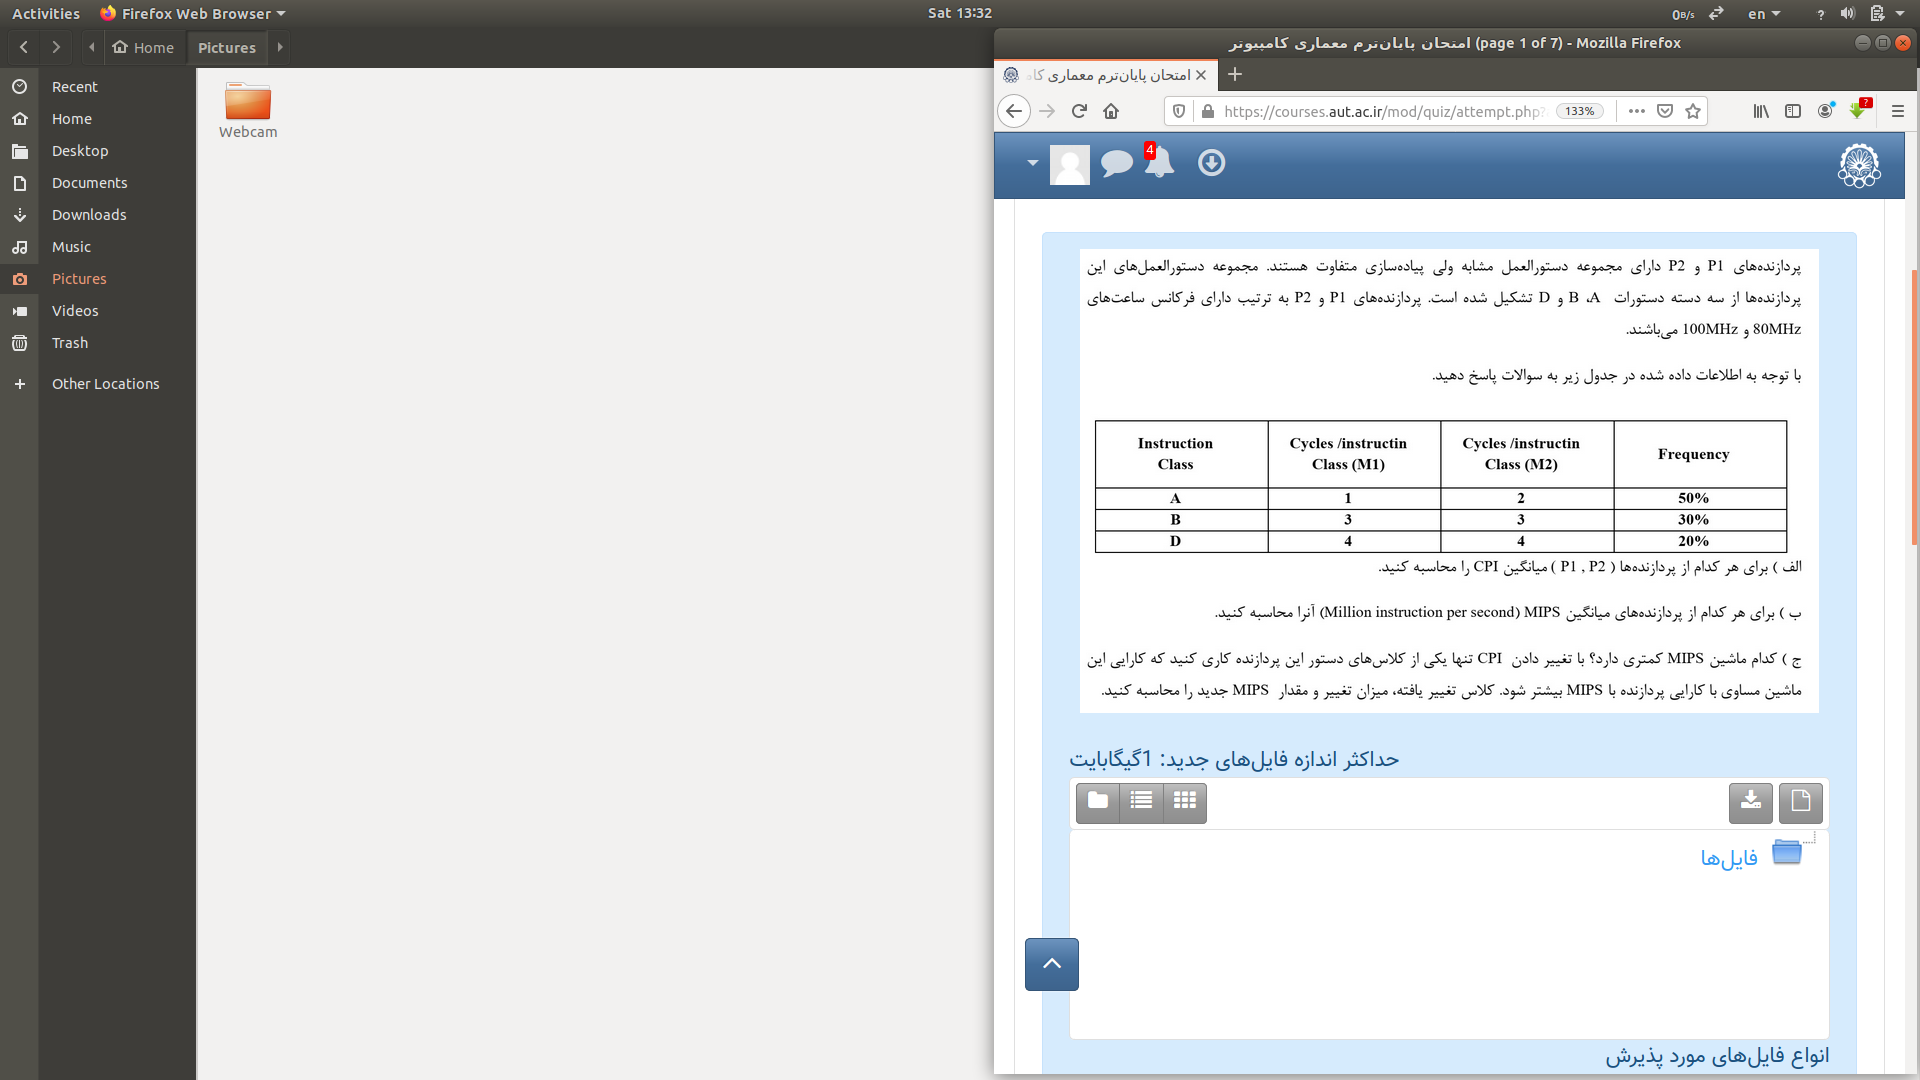 Activities
Firefox Web Browser
Sat 13:32
0B/s
en
?
Home
Pictures
Recent
Home
Desktop
Documents
Downloads
Music
Pictures
Videos
Trash
Other Locations
Webcam
امتحان پایان‌ترم معماری کامپیوتر (page 1 of 7) - Mozilla Firefox
امتحان پایان‌ترم معماری کا
https://courses.aut.ac.ir/mod/quiz/attempt.php?
133%
?
4
پردازنده‌های P1 و P2 دارای مجموعه دستورالعمل مشابه ولی پیاده‌سازی متفاوت هستند. مجموعه دستورالعمل‌های این
پردازنده‌ها از سه دسته دستورات A، B و D تشکیل شده است. پردازنده‌های P1 و P2 به ترتیب دارای فرکانس ساعت‌های
80MHz و 100MHz می‌باشند.
با توجه به اطلاعات داده شده در جدول زیر به سوالات پاسخ دهید.
Instruction Class | Cycles /instructin Class (M1) | Cycles /instructin Class (M2) | Frequency
A 1 2 50%
B 3 3 30%
D 4 4 20%
الف ) برای هر کدام از پردازنده‌ها ( P1 , P2 ) میانگین CPI را محاسبه کنید.
ب ) برای هر کدام از پردازنده‌های میانگین MIPS (Million instruction per second) آنرا محاسبه کنید.
ج ) کدام ماشین MIPS کمتری دارد؟ با تغییر دادن CPI تنها یکی از کلاس‌های دستور این پردازنده کاری کنید که کارایی این
ماشین مساوی با کارایی پردازنده با MIPS بیشتر شود. کلاس تغییر یافته، میزان تغییر و مقدار MIPS جدید را محاسبه کنید.
حداکثر اندازه فایل‌های جدید: 1گیگابایت
فایل‌ها
انواع فایل‌های مورد پذیرش